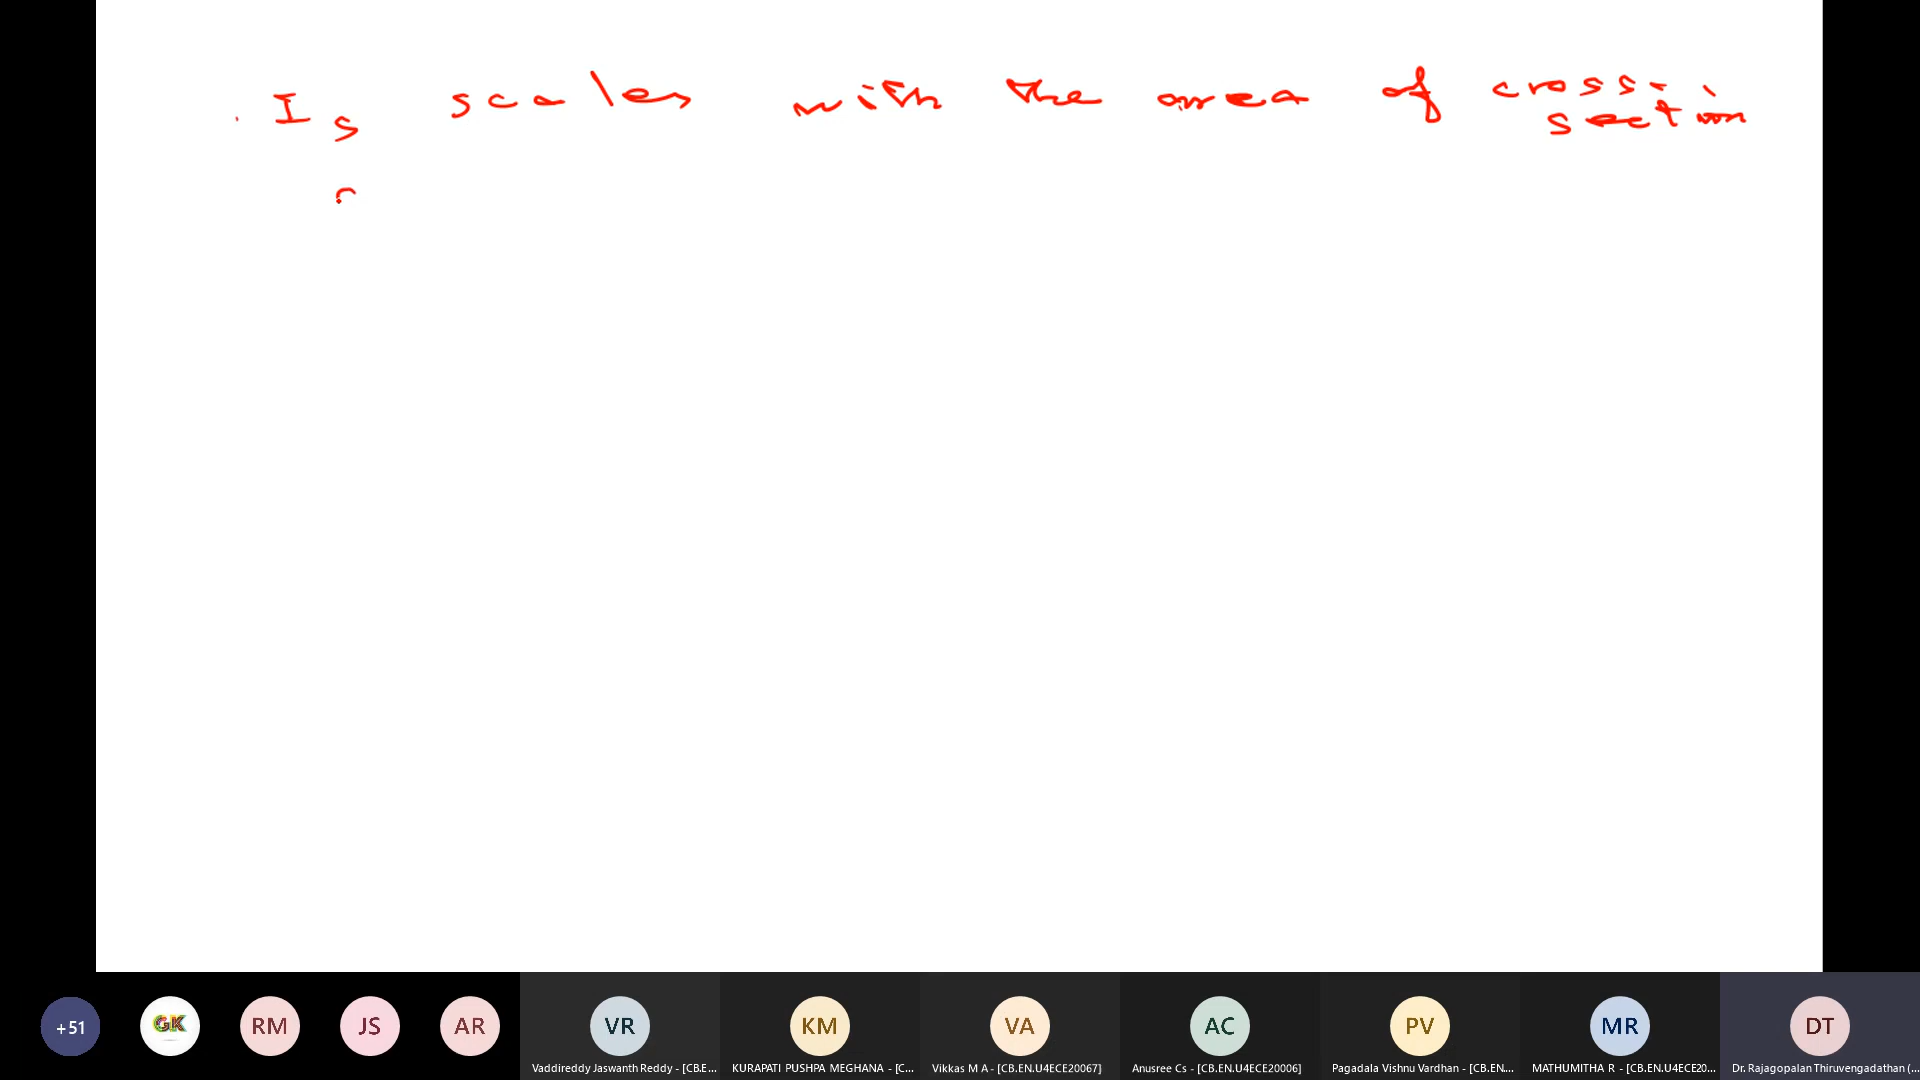 I s scales with the area of cross-
section
+51
GK
RM
JS
AR
VR
KM
VA
AC
PV
MR
DT
Vaddireddy Jaswanth Reddy - [CB.E...
KURAPATI PUSHPA MEGHANA - [C...
Vikkas M A - [CB.EN.U4ECE20067]
Anusree Cs - [CB.EN.U4ECE20006]
Pagadala Vishnu Vardhan - [CB.EN....
MATHUMITHA R - [CB.EN.U4ECE20...
Dr. Rajagopalan Thiruvengadathan (...